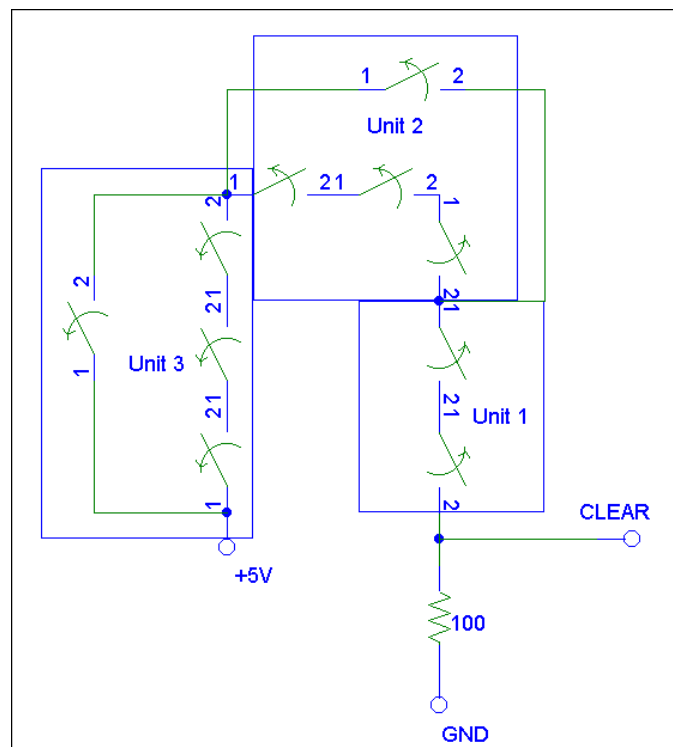 1 2
Unit 2
1 21 2
2 1
2 21
21 21
Unit 3
1 21 21
Unit 1
1 2
CLEAR
+5V
100
GND